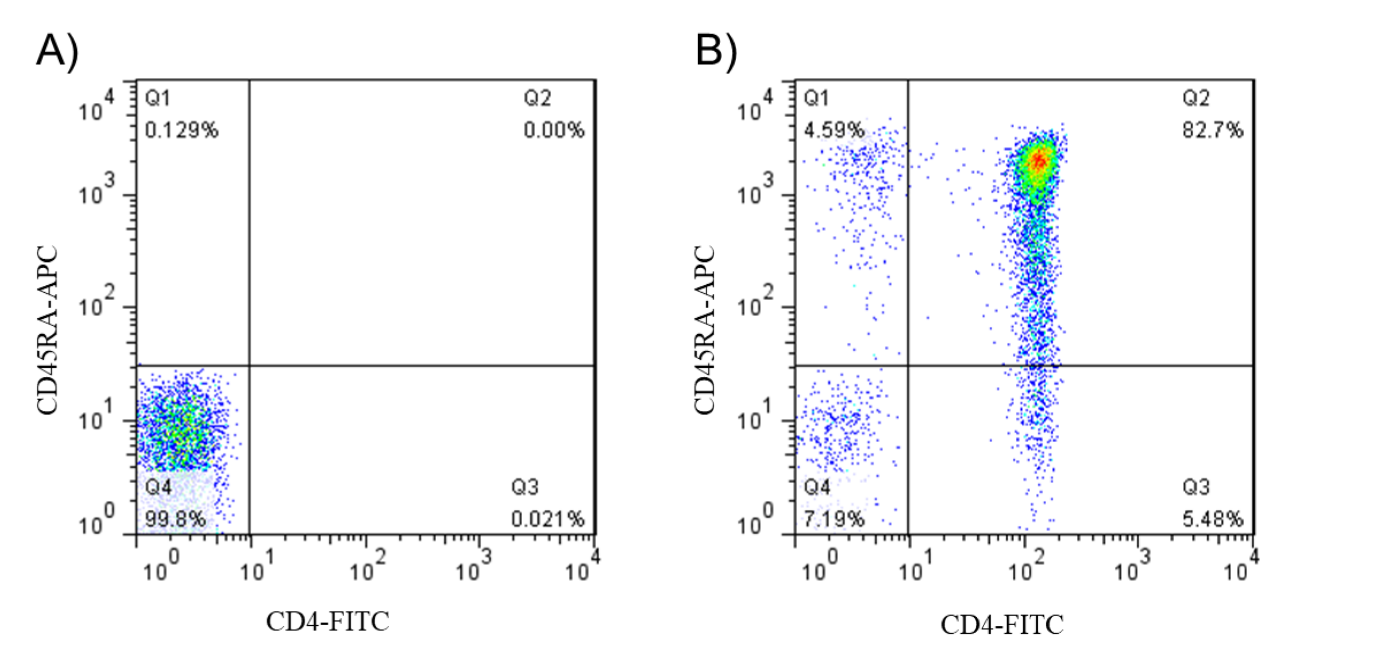 A)
Q1
0.129%
Q2
0.00%
Q4
99.8%
Q3
0.021%
10^4
10^3
10^2
10^1
10^0
CD45RA-APC
10^0 10^1 10^2 10^3 10^4
CD4-FITC
B)
Q1
4.59%
Q2
82.7%
Q4
7.19%
Q3
5.48%
10^4
10^3
10^2
10^1
10^0
CD45RA-APC
10^0 10^1 10^2 10^3 10^4
CD4-FITC